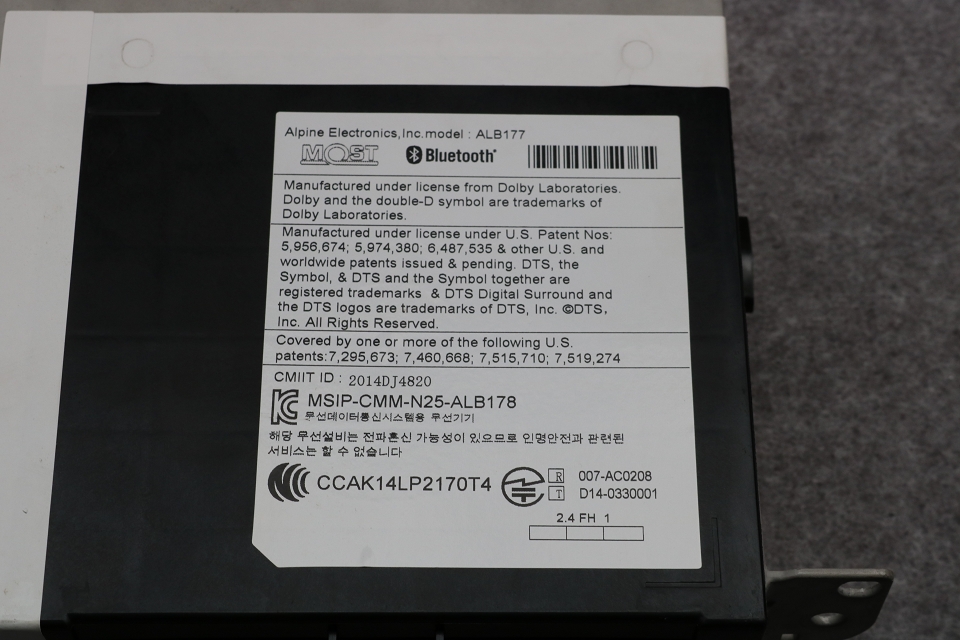 Alpine Electronics,Inc.model : ALB177
MOST Bluetooth®
Manufactured under license from Dolby Laboratories.
Dolby and the double-D symbol are trademarks of
Dolby Laboratories.
Manufactured under license under U.S. Patent Nos:
5,956,674; 5,974,380; 6,487,535 & other U.S. and
worldwide patents issued & pending. DTS, the
Symbol, & DTS and the Symbol together are
registered trademarks & DTS Digital Surround and
the DTS logos are trademarks of DTS, Inc. ©DTS,
Inc. All Rights Reserved.
Covered by one or more of the following U.S.
patents:7,295,673; 7,460,668; 7,515,710; 7,519,274
CMIIT ID : 2014DJ4820
MSIP-CMM-N25-ALB178
무선데이터통신시스템용 무선기기
해당 무선설비는 전파혼신 가능성이 있으므로 인명안전과 관련된
서비스는 할 수 없습니다
CCAK14LP2170T4
R 007-AC0208
T D14-0330001
2.4 FH 1